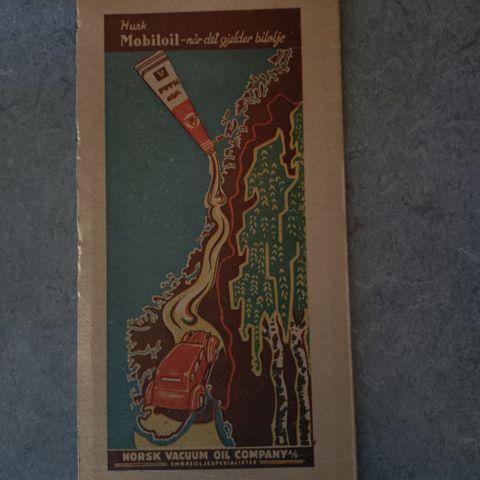 Husk
Mobiloil – når det gjelder bilolje
NORSK VACUUM OIL COMPANY A/S
SMØREOLJESPESIALISTER